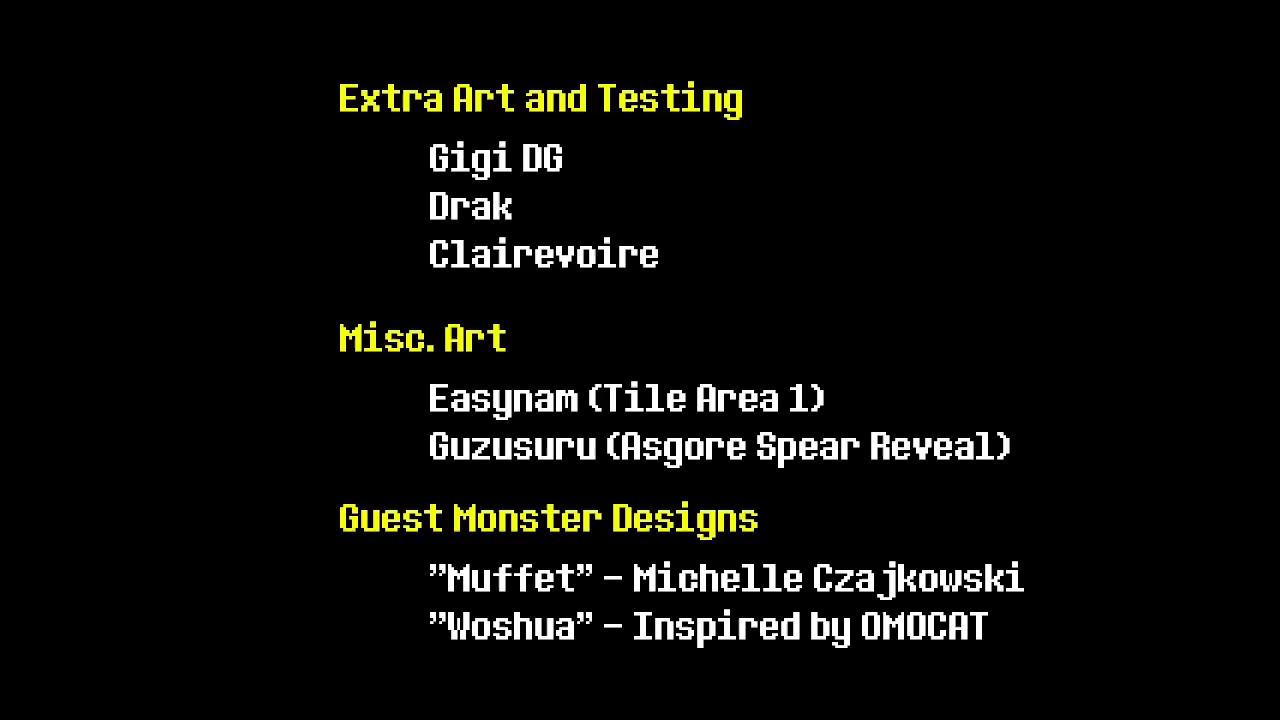 Extra Art and Testing
Gigi DG
Drak
Clairevoire
Misc. Art
Easynam (Tile Area 1)
Guzusuru (Asgore Spear Reveal)
Guest Monster Designs
”Muffet” - Michelle Czajkowski
”Woshua” - Inspired by OMOCAT